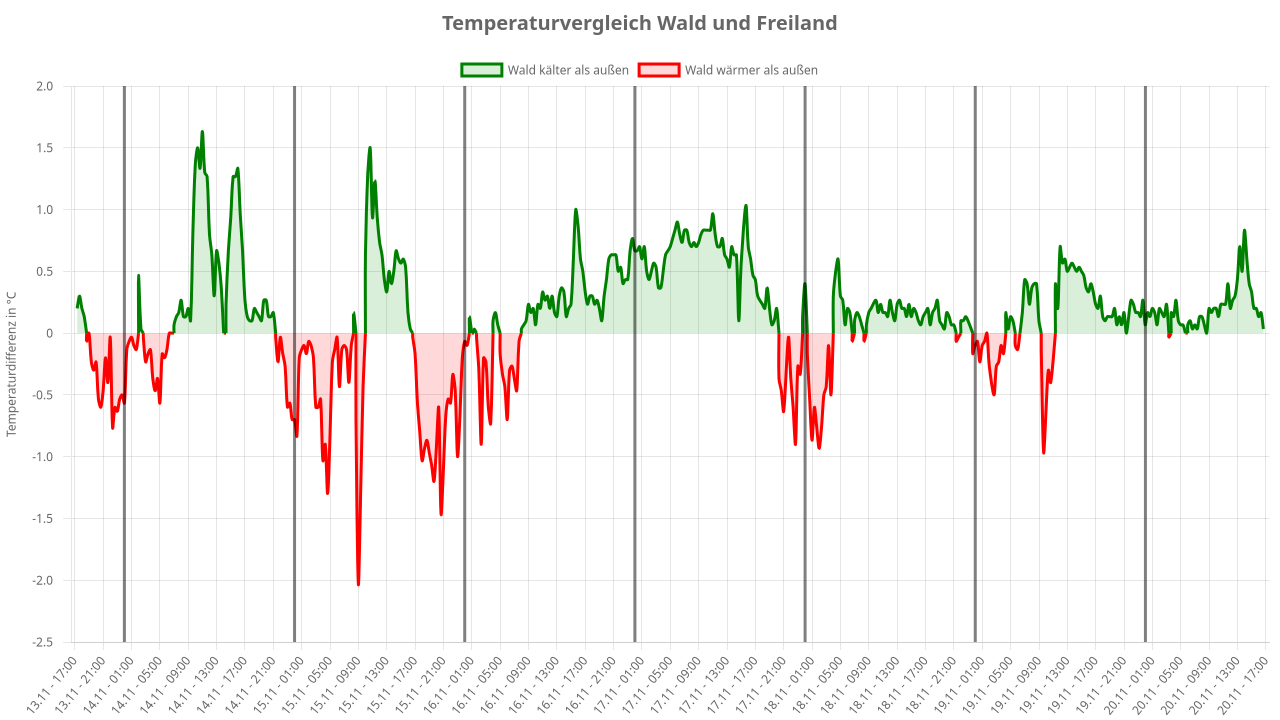 Temperaturvergleich Wald und Freiland
Wald kälter als außen
Wald wärmer als außen
Temperaturdifferenz in °C
2.0
1.5
1.0
0.5
0
-0.5
-1.0
-1.5
-2.0
-2.5
13.11 - 17:00
13.11 - 21:00
14.11 - 01:00
14.11 - 05:00
14.11 - 09:00
14.11 - 13:00
14.11 - 17:00
14.11 - 21:00
15.11 - 01:00
15.11 - 05:00
15.11 - 09:00
15.11 - 13:00
15.11 - 17:00
15.11 - 21:00
16.11 - 01:00
16.11 - 05:00
16.11 - 09:00
16.11 - 13:00
16.11 - 17:00
16.11 - 21:00
17.11 - 01:00
17.11 - 05:00
17.11 - 09:00
17.11 - 13:00
17.11 - 17:00
17.11 - 21:00
18.11 - 01:00
18.11 - 05:00
18.11 - 09:00
18.11 - 13:00
18.11 - 17:00
18.11 - 21:00
19.11 - 01:00
19.11 - 05:00
19.11 - 09:00
19.11 - 13:00
19.11 - 17:00
19.11 - 21:00
20.11 - 01:00
20.11 - 05:00
20.11 - 09:00
20.11 - 13:00
20.11 - 17:00